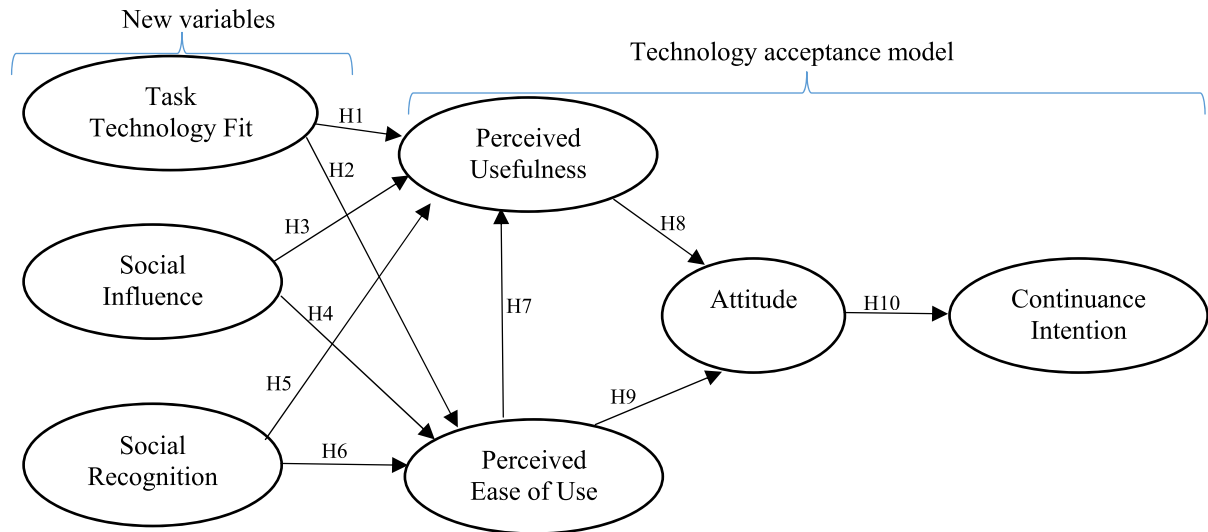 New variables
Technology acceptance model
Task
Technology Fit
H1
Perceived
Usefulness
H2
H3
H8
Social
Influence
Attitude
Continuance
Intention
H10
H4
H7
H5
H9
Social
Recognition
H6
Perceived
Ease of Use